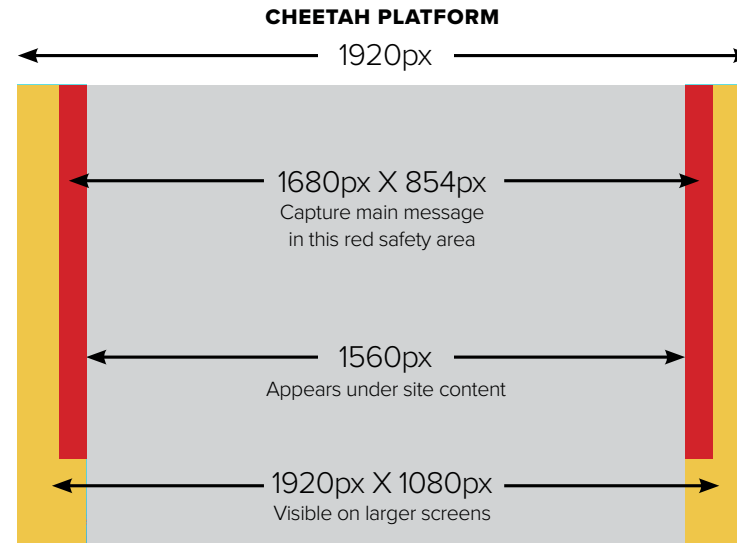 CHEETAH PLATFORM
1920px
1680px X 854px
Capture main message
in this red safety area
1560px
Appears under site content
1920px X 1080px
Visible on larger screens